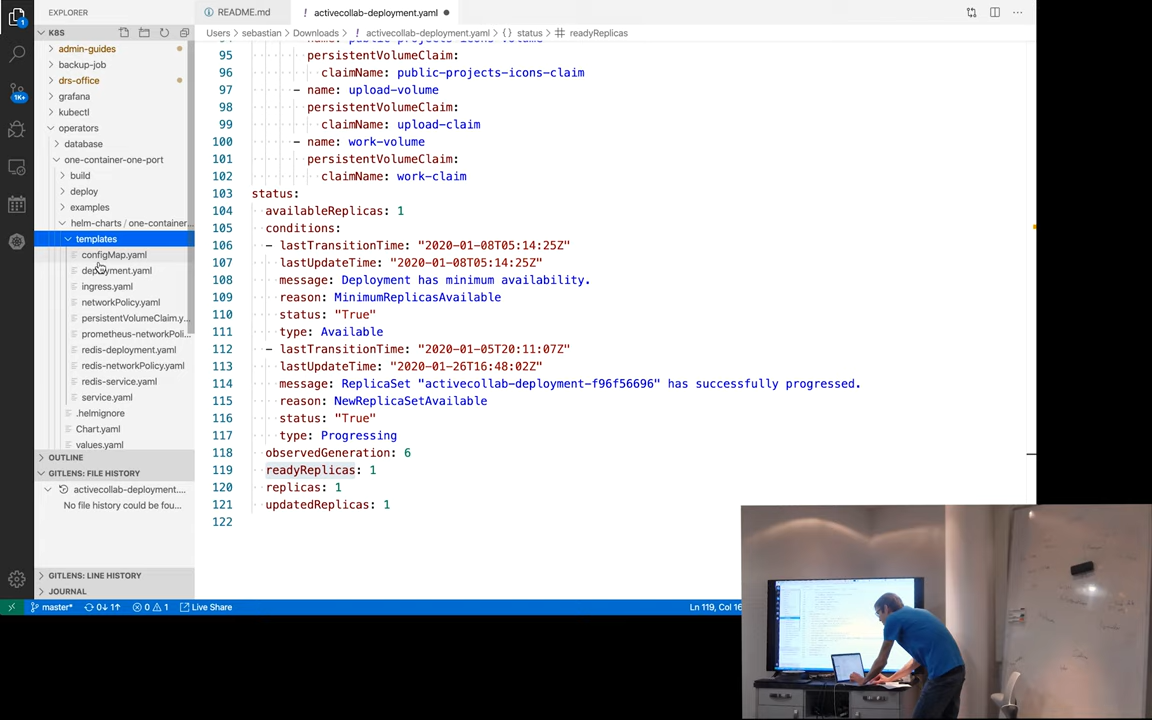 EXPLORER
README.md
activecollab-deployment.yaml
K8S
Users > sebastian > Downloads > ! activecollab-deployment.yaml > {} status > readyReplicas
admin-guides
backup-job
drs-office
grafana
kubectl
operators
database
one-container-one-port
build
deploy
examples
helm-charts / one-container...
templates
configMap.yaml
deployment.yaml
ingress.yaml
networkPolicy.yaml
persistentVolumeClaim.y...
prometheus-networkPoli...
redis-deployment.yaml
redis-networkPolicy.yaml
redis-service.yaml
service.yaml
.helmignore
Chart.yaml
values.yaml
OUTLINE
GITLENS: FILE HISTORY
activecollab-deployment....
No file history could be fou...
GITLENS: LINE HISTORY
JOURNAL
1
1K+
95 persistentVolumeClaim:
96 claimName: public-projects-icons-claim
97 - name: upload-volume
98 persistentVolumeClaim:
99 claimName: upload-claim
100 - name: work-volume
101 persistentVolumeClaim:
102 claimName: work-claim
103 status:
104 availableReplicas: 1
105 conditions:
106 - lastTransitionTime: "2020-01-08T05:14:25Z"
107 lastUpdateTime: "2020-01-08T05:14:25Z"
108 message: Deployment has minimum availability.
109 reason: MinimumReplicasAvailable
110 status: "True"
111 type: Available
112 - lastTransitionTime: "2020-01-05T20:11:07Z"
113 lastUpdateTime: "2020-01-26T16:48:02Z"
114 message: ReplicaSet "activecollab-deployment-f96f56696" has successfully progressed.
115 reason: NewReplicaSetAvailable
116 status: "True"
117 type: Progressing
118 observedGeneration: 6
119 readyReplicas: 1
120 replicas: 1
121 updatedReplicas: 1
122
master* 0↓ 1↑ 0 1 Live Share
Ln 119, Col 16